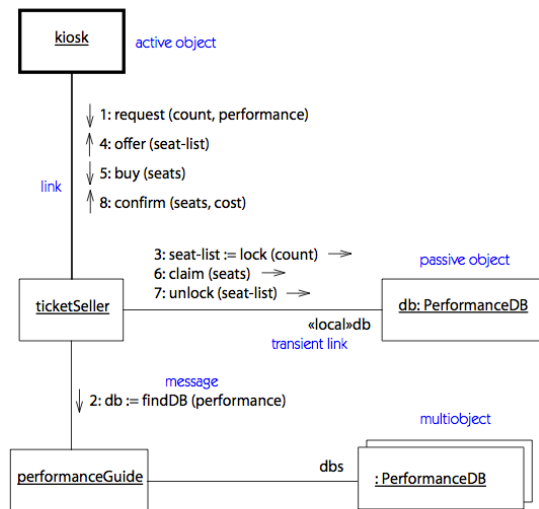 kiosk
active object
1: request (count, performance)
4: offer (seat-list)
5: buy (seats)
link
8: confirm (seats, cost)
3: seat-list := lock (count)
6: claim (seats)
passive object
7: unlock (seat-list)
ticketSeller
db: PerformanceDB
«local»db
transient link
message
2: db := findDB (performance)
multiobject
performanceGuide
dbs
: PerformanceDB